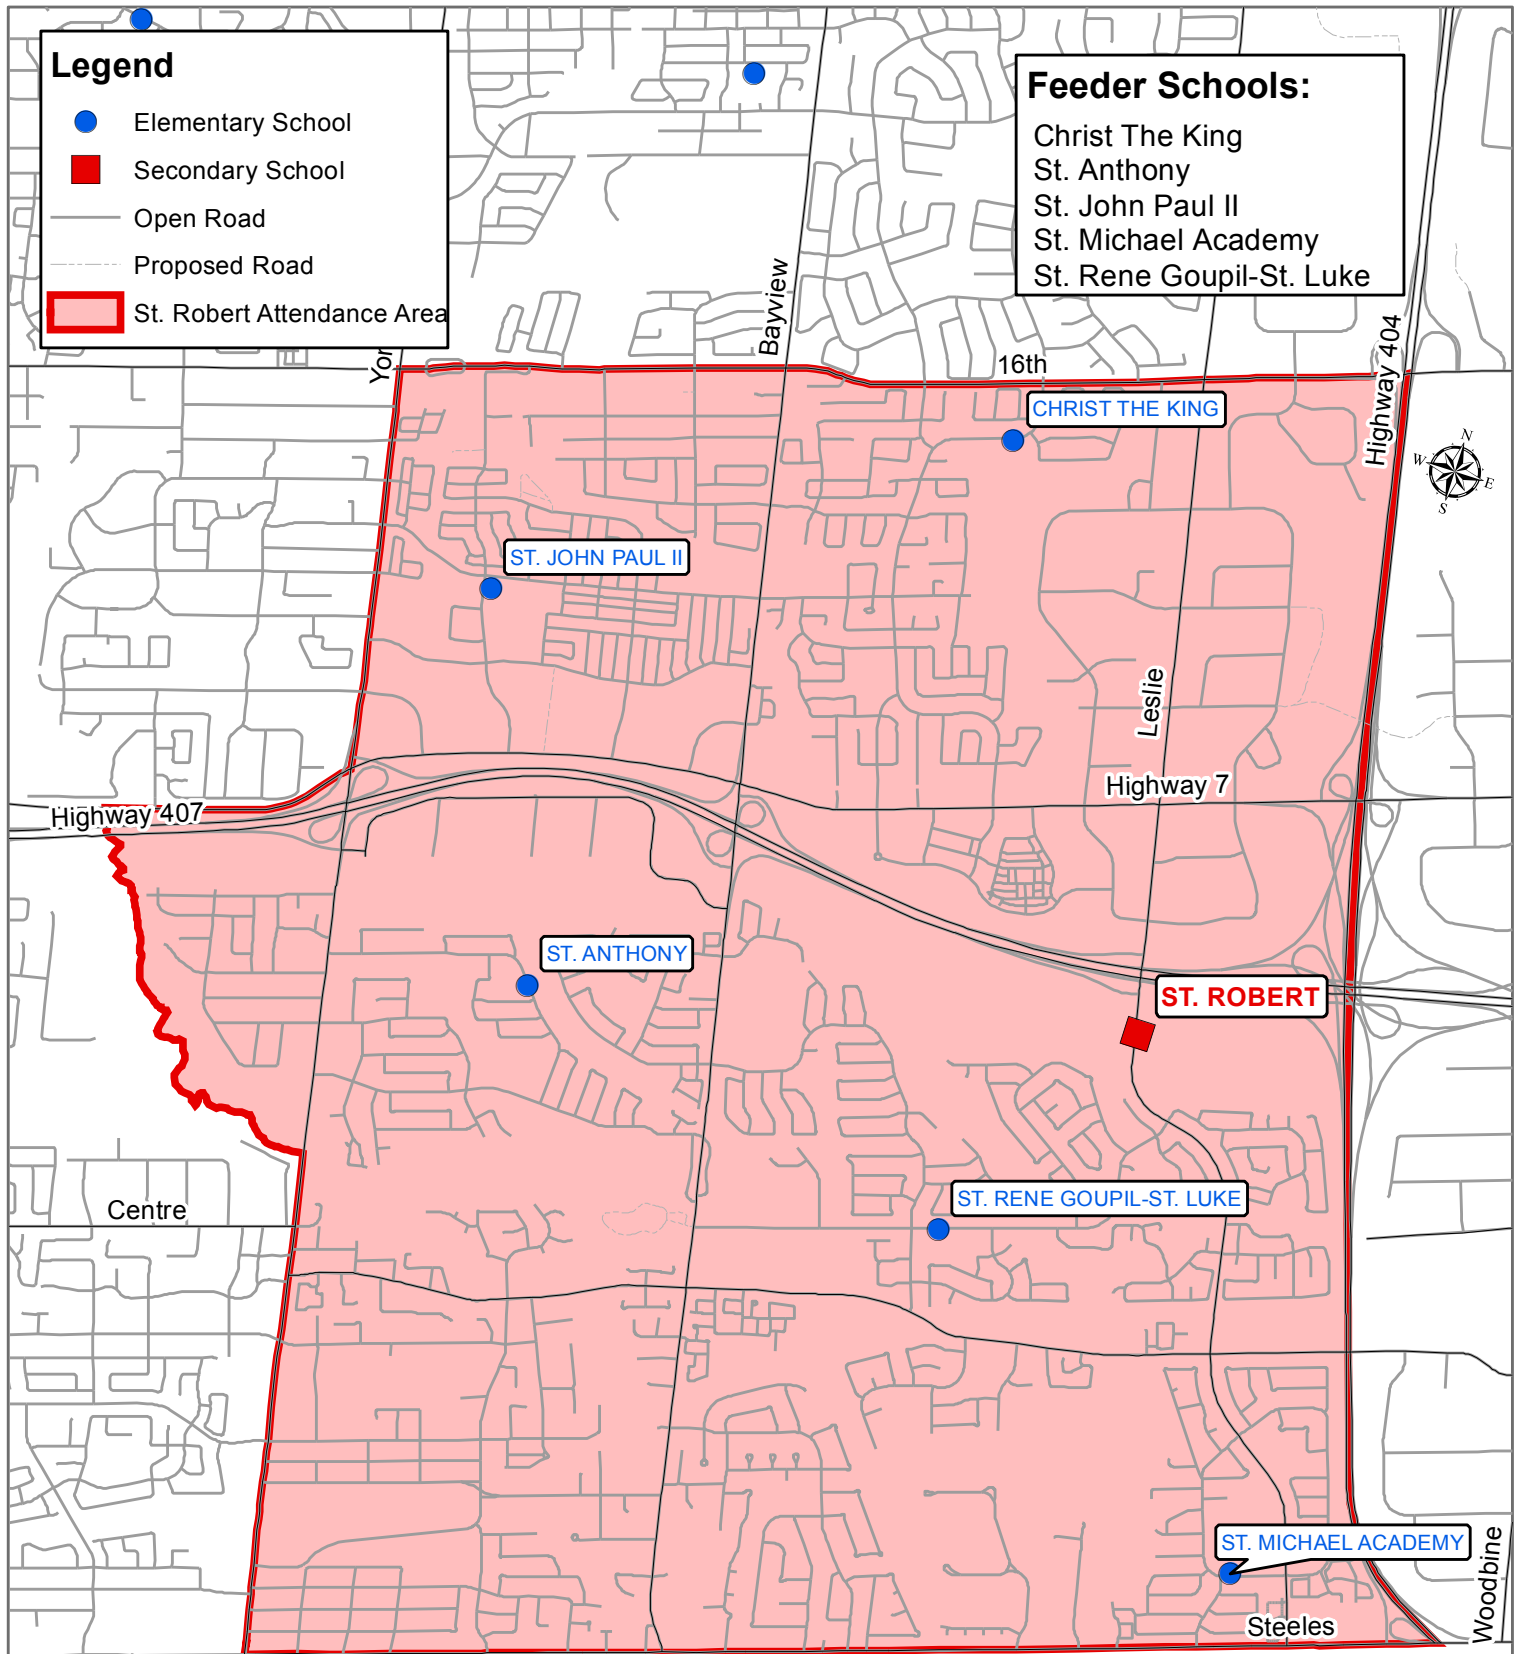 Legend
Elementary School
Secondary School
Open Road
Proposed Road
St. Robert Attendance Area
Feeder Schools:
Christ The King
St. Anthony
St. John Paul II
St. Michael Academy
St. Rene Goupil-St. Luke
Bayview
16th
Highway 404
CHRIST THE KING
N
W
E
S
ST. JOHN PAUL II
Leslie
Highway 7
Highway 407
ST. ANTHONY
ST. ROBERT
ST. RENE GOUPIL-ST. LUKE
Centre
ST. MICHAEL ACADEMY
Woodbine
Steeles